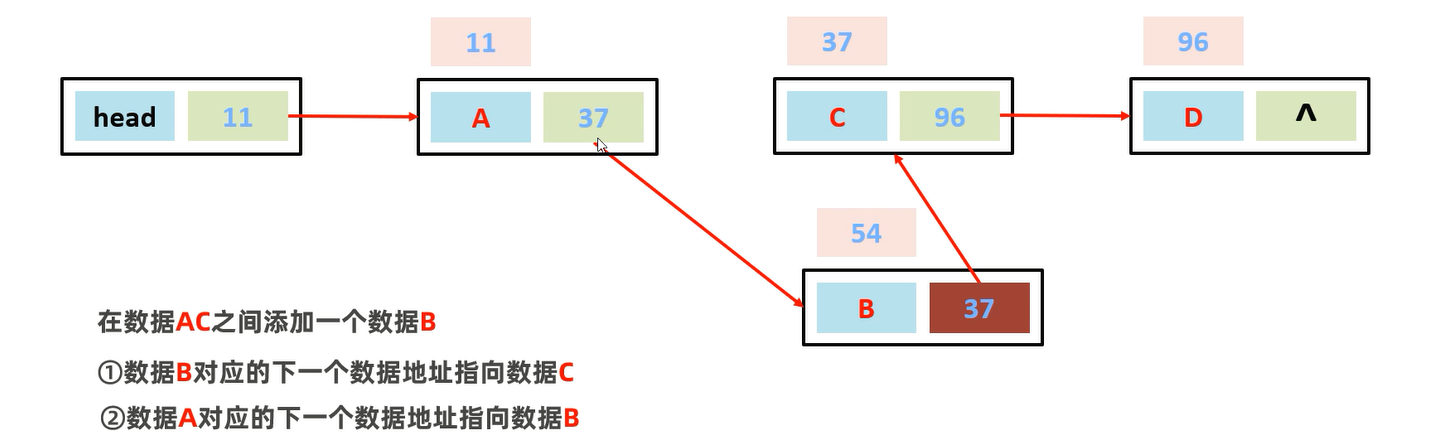 11 37 96
head 11 A 37 C 96 D ^
54
B 37
在数据AC之间添加一个数据B
①数据B对应的下一个数据地址指向数据C
②数据A对应的下一个数据地址指向数据B